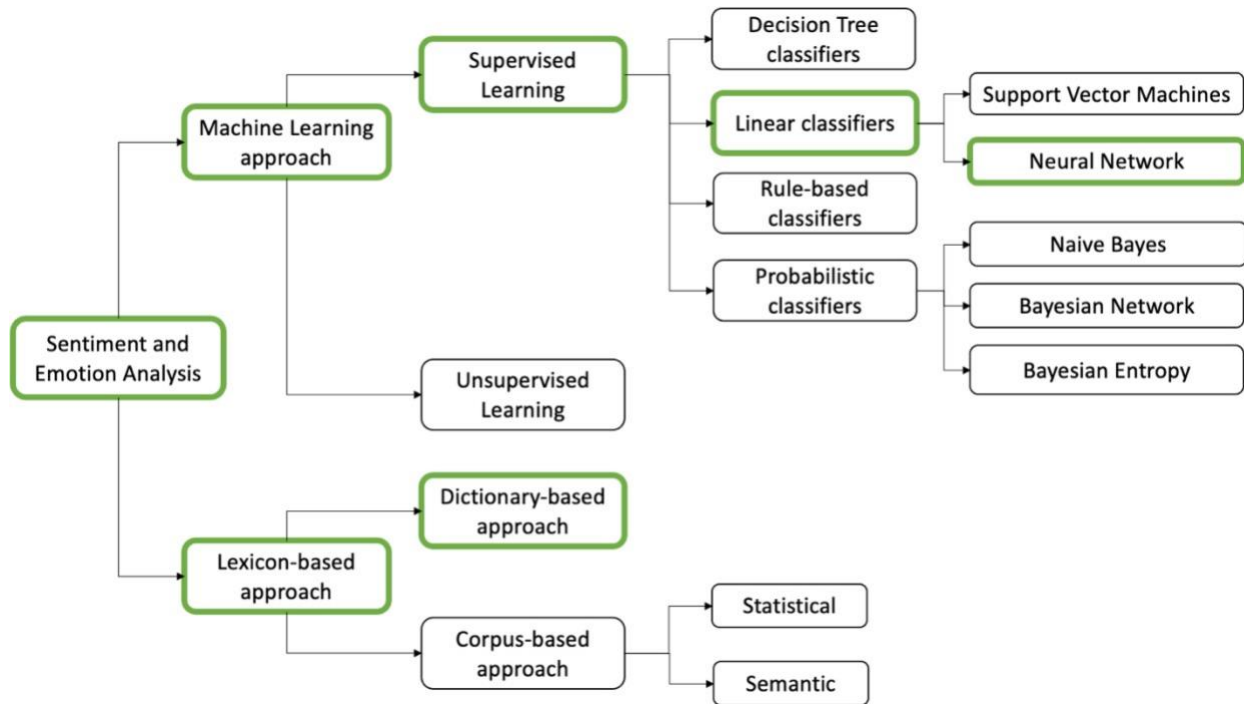 Decision Tree
classifiers
Supervised
Learning
Support Vector Machines
Linear classifiers
Machine Learning
approach
Neural Network
Rule-based
classifiers
Naive Bayes
Probabilistic
classifiers
Bayesian Network
Sentiment and
Emotion Analysis
Bayesian Entropy
Unsupervised
Learning
Dictionary-based
approach
Lexicon-based
approach
Statistical
Corpus-based
approach
Semantic